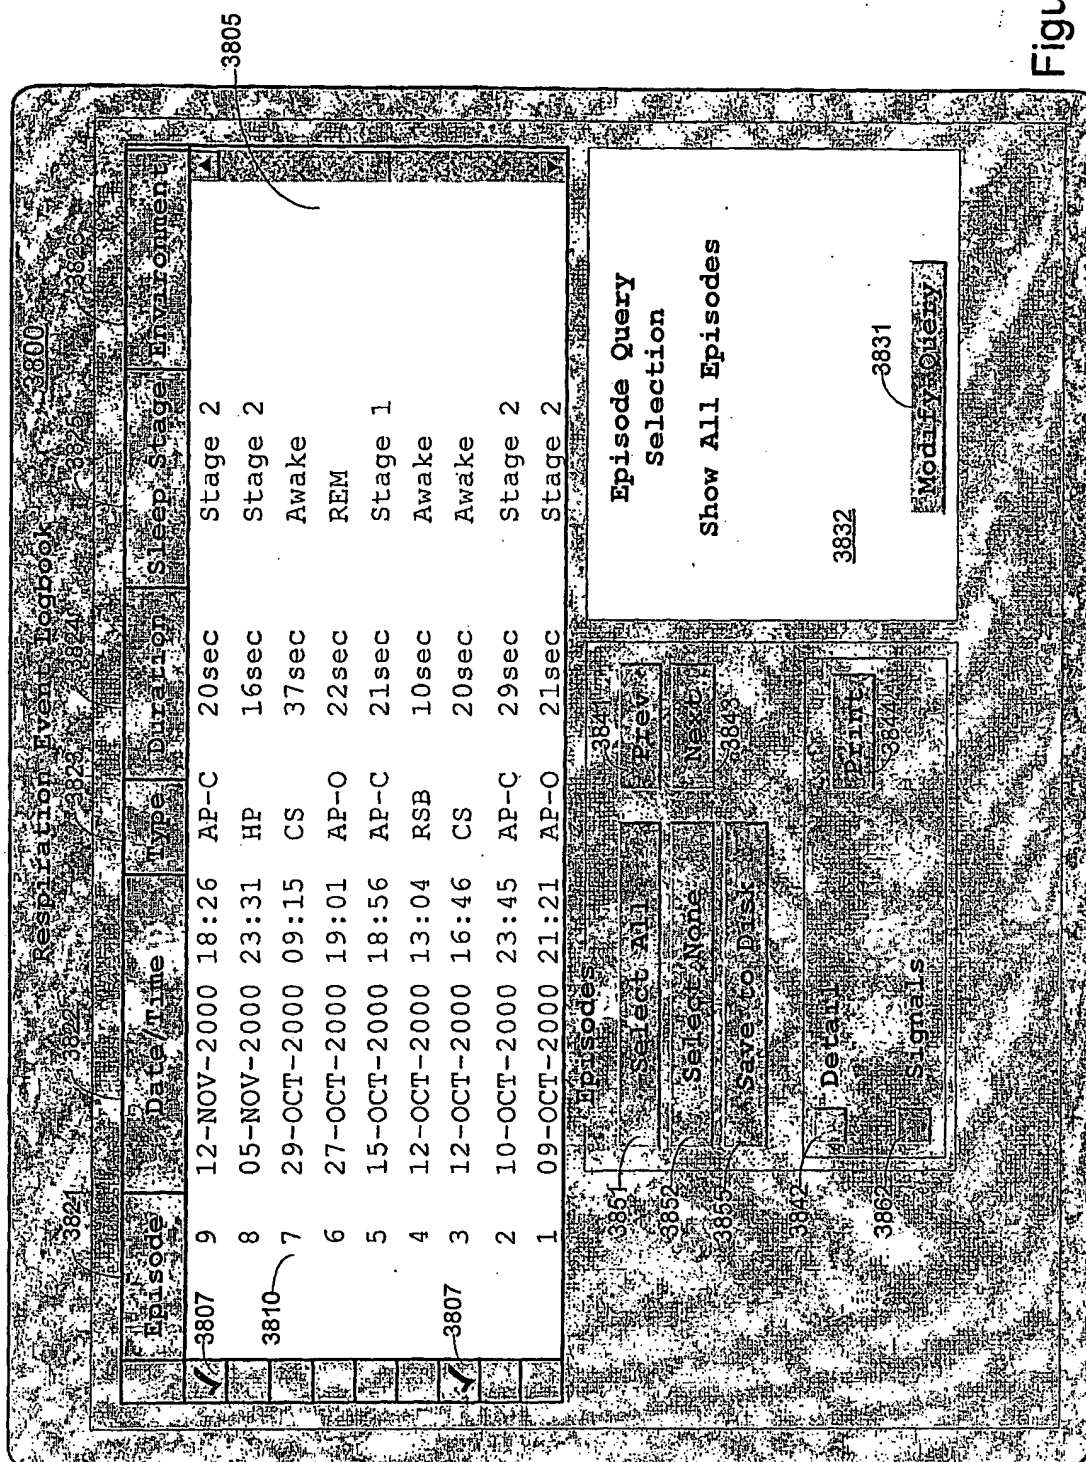 Respiration Event Logbook 3800
3821 3822 3823 3824 3825 3826
Episode Date/Time Type Duration Sleep Stage Environment
9 12-NOV-2000 18:26 AP-C 20sec Stage 2
8 05-NOV-2000 23:31 HP 16sec Stage 2
7 29-OCT-2000 09:15 CS 37sec Awake
6 27-OCT-2000 19:01 AP-O 22sec REM
5 15-OCT-2000 18:56 AP-C 21sec Stage 1
4 12-OCT-2000 13:04 RSB 10sec Awake
3 12-OCT-2000 16:46 CS 20sec Awake
2 10-OCT-2000 23:45 AP-C 29sec Stage 2
1 09-OCT-2000 21:21 AP-O 21sec Stage 2
3807
3810
3807
3805
Episodes
3851 Select All 3841 Prev
3852 Select None Next 3843
3855 Save to Disk
3842 Detail Print 3844
3862 Signals
Episode Query
Selection
Show All Episodes
3832
3831
Modify Query
Figu